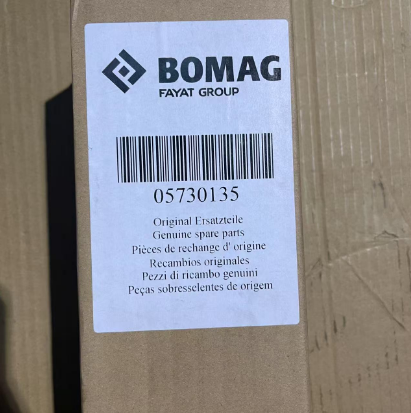 BOMAG
FAYAT GROUP
05730135
Original Ersatzteile
Genuine spare parts
Pièces de rechange d' origine
Recambios originales
Pezzi di ricambo genuini
Peças sobresselentes de origem